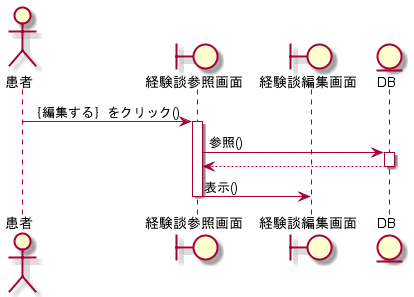 患者
経験談参照画面
経験談編集画面
DB
{編集する} をクリック()
参照()
表示()
患者
経験談参照画面
経験談編集画面
DB